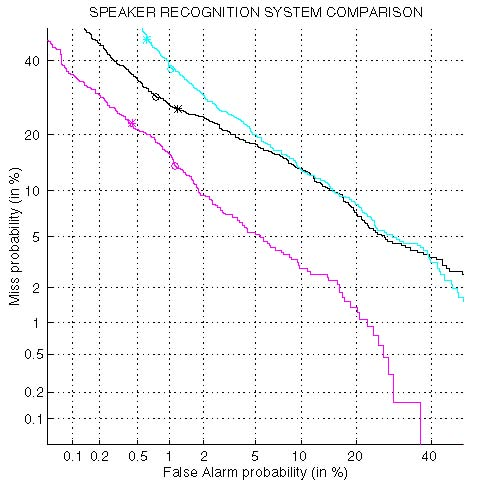 SPEAKER RECOGNITION SYSTEM COMPARISON
Miss probability (in %)
40
20
10
5
2
1
0.5
0.2
0.1
0.1 0.2 0.5 1 2 5 10 20 40
False Alarm probability (in %)